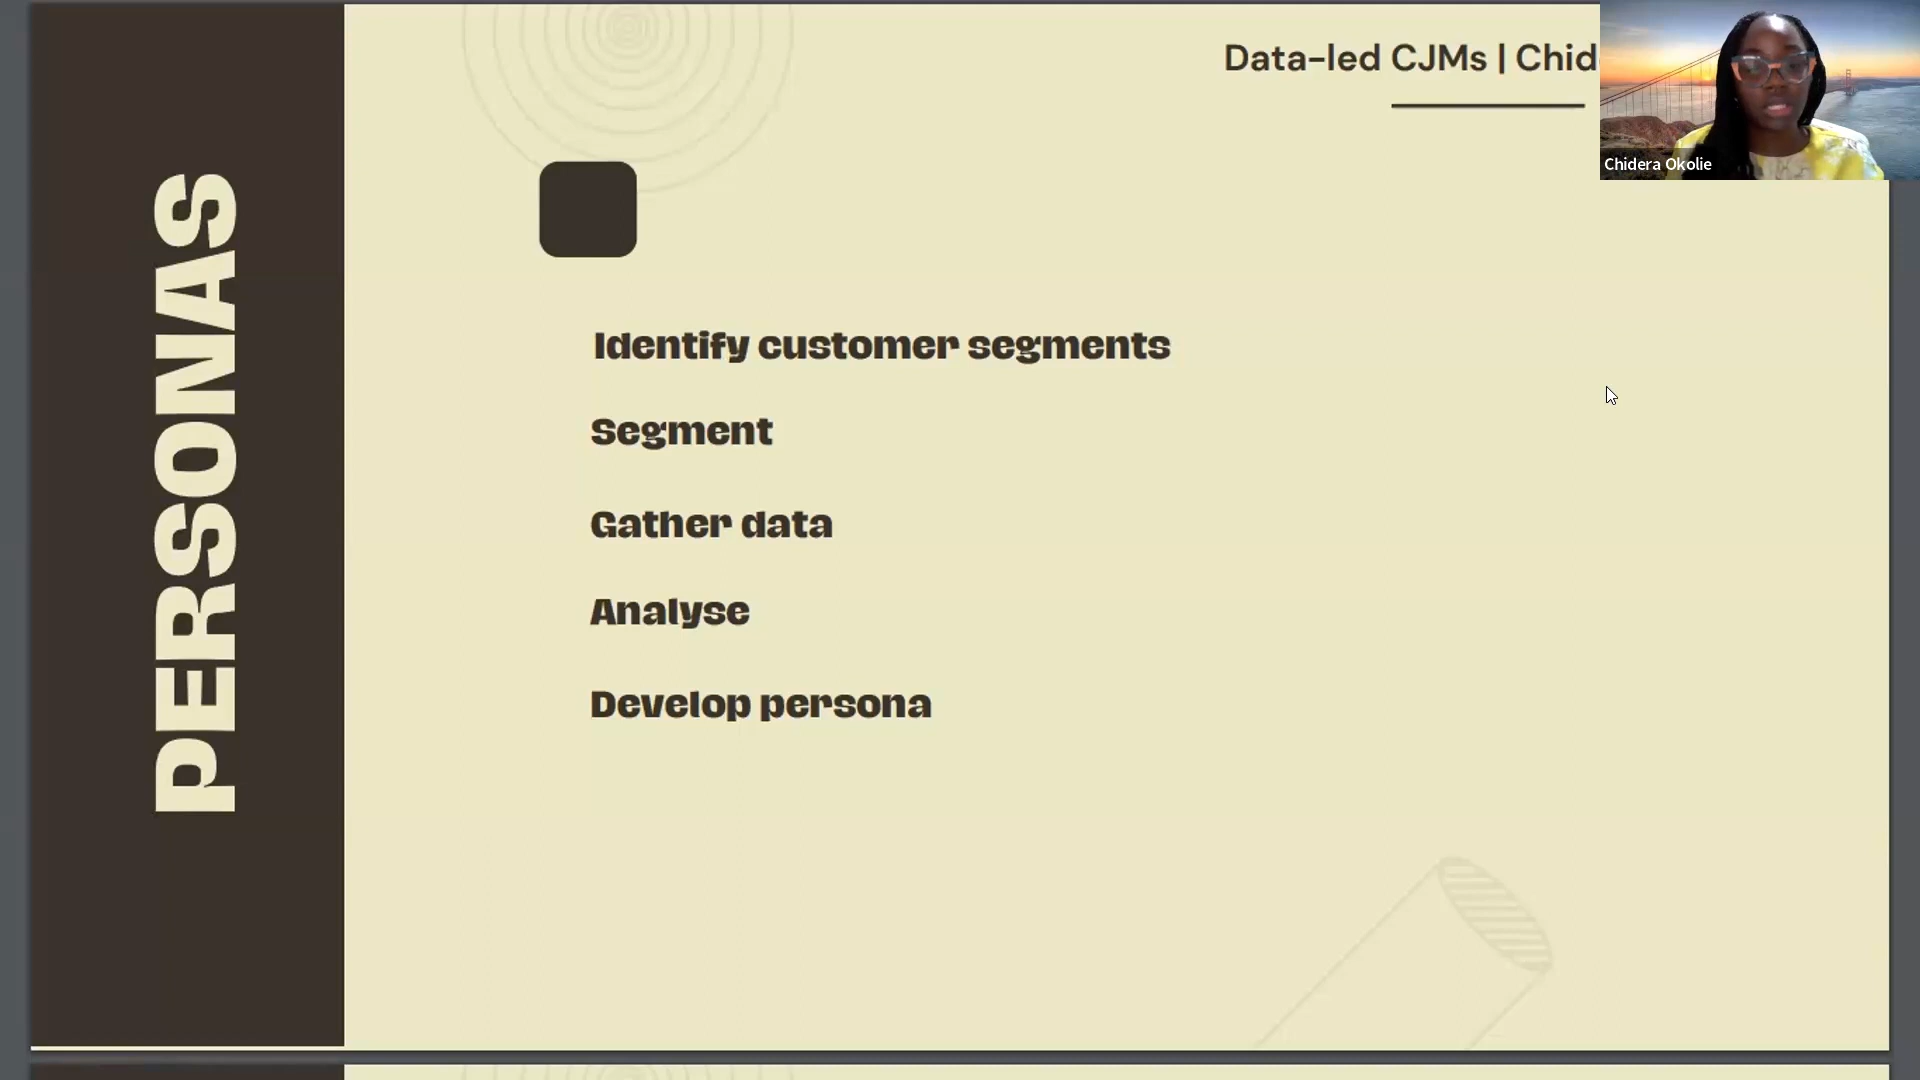 PERSONAS
Data-led CJMs | Chid
Chidera Okolie
Identify customer segments
Segment
Gather data
Analyse
Develop persona